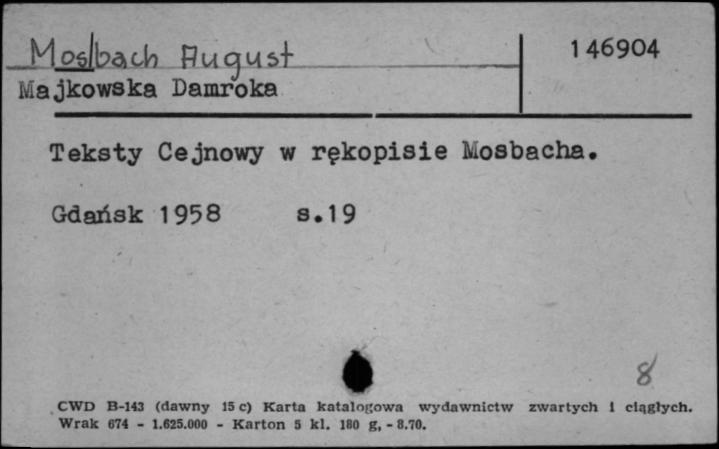 Mosbach August
146904
Majkowska Damroka
Teksty Cejnowy w rękopisie Mosbacha.
Gdańsk 1958 s.19
8
CWD B-143 (dawny 15 c) Karta katalogowa wydawnictw zwartych i ciągłych.
Wrak 674 - 1.625.000 - Karton 5 kl. 180 g, - 8.70.